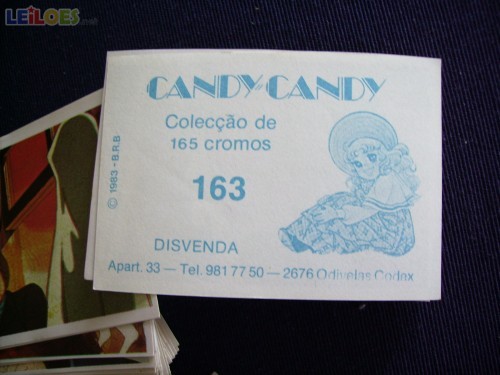 LEiLOES.net
CANDY CANDY
Colecção de
165 cromos
163
© 1983 - B.R.B
DISVENDA
Apart. 33 — Tel. 981 77 50 — 2676 Odivelas Codex